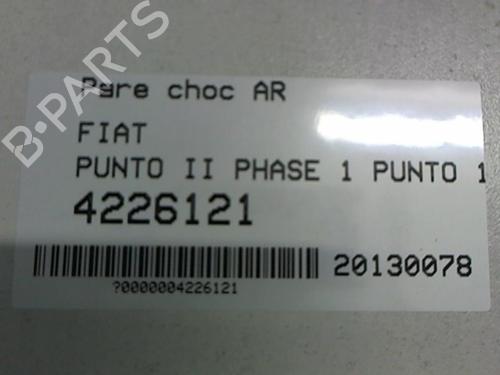 Pare choc AR
FIAT
PUNTO II PHASE 1 PUNTO 1
4226121
20130078
?0000004226121
B-PARTS